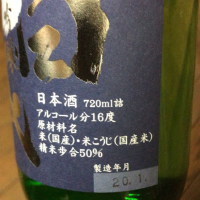 日本酒 720ml詰
アルコール分16度
原材料名
米(国産)・米こうじ(国産米)
精米歩合50%
製造年月
20.1.